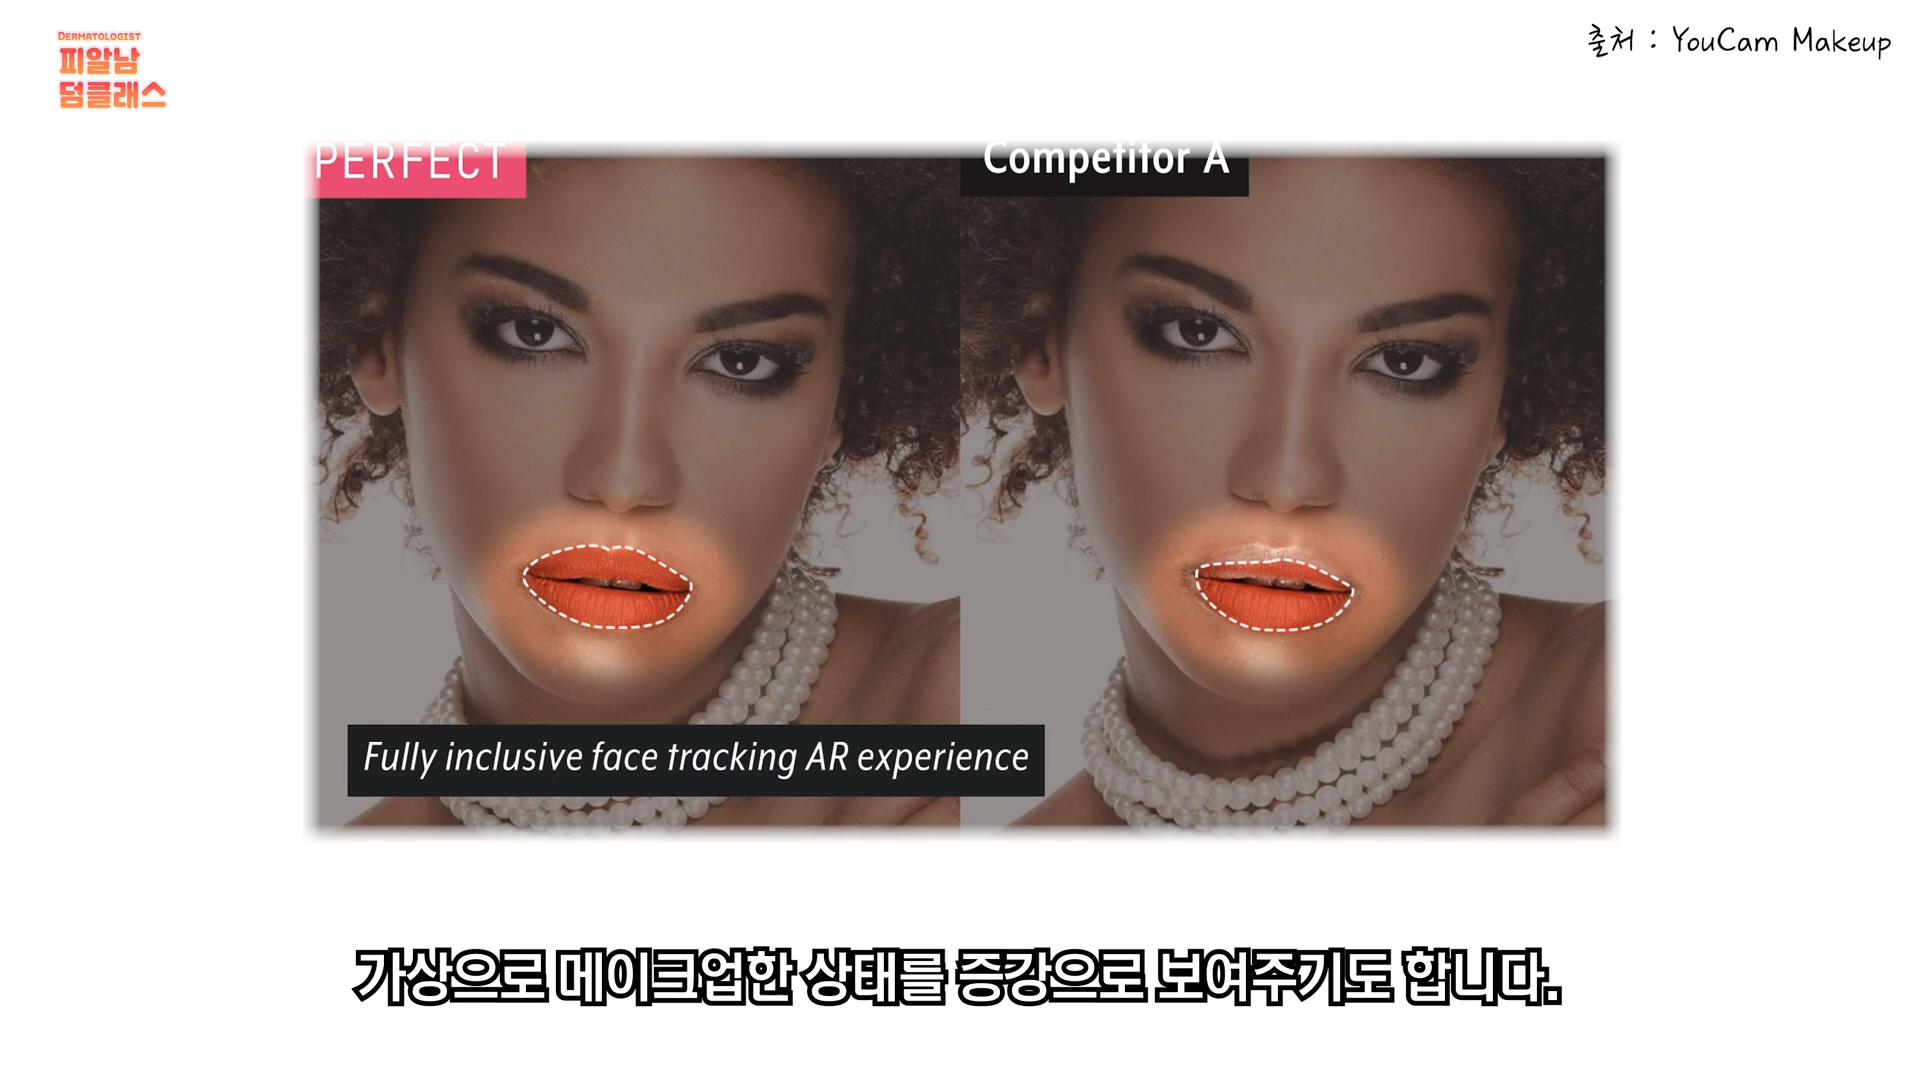 DERMATOLOGIST
피알남
덤클래스
출처 : YouCam Makeup
PERFECT
Competitor A
Fully inclusive face tracking AR experience
가상으로 메이크업한 상태를 증강으로 보여주기도 합니다.